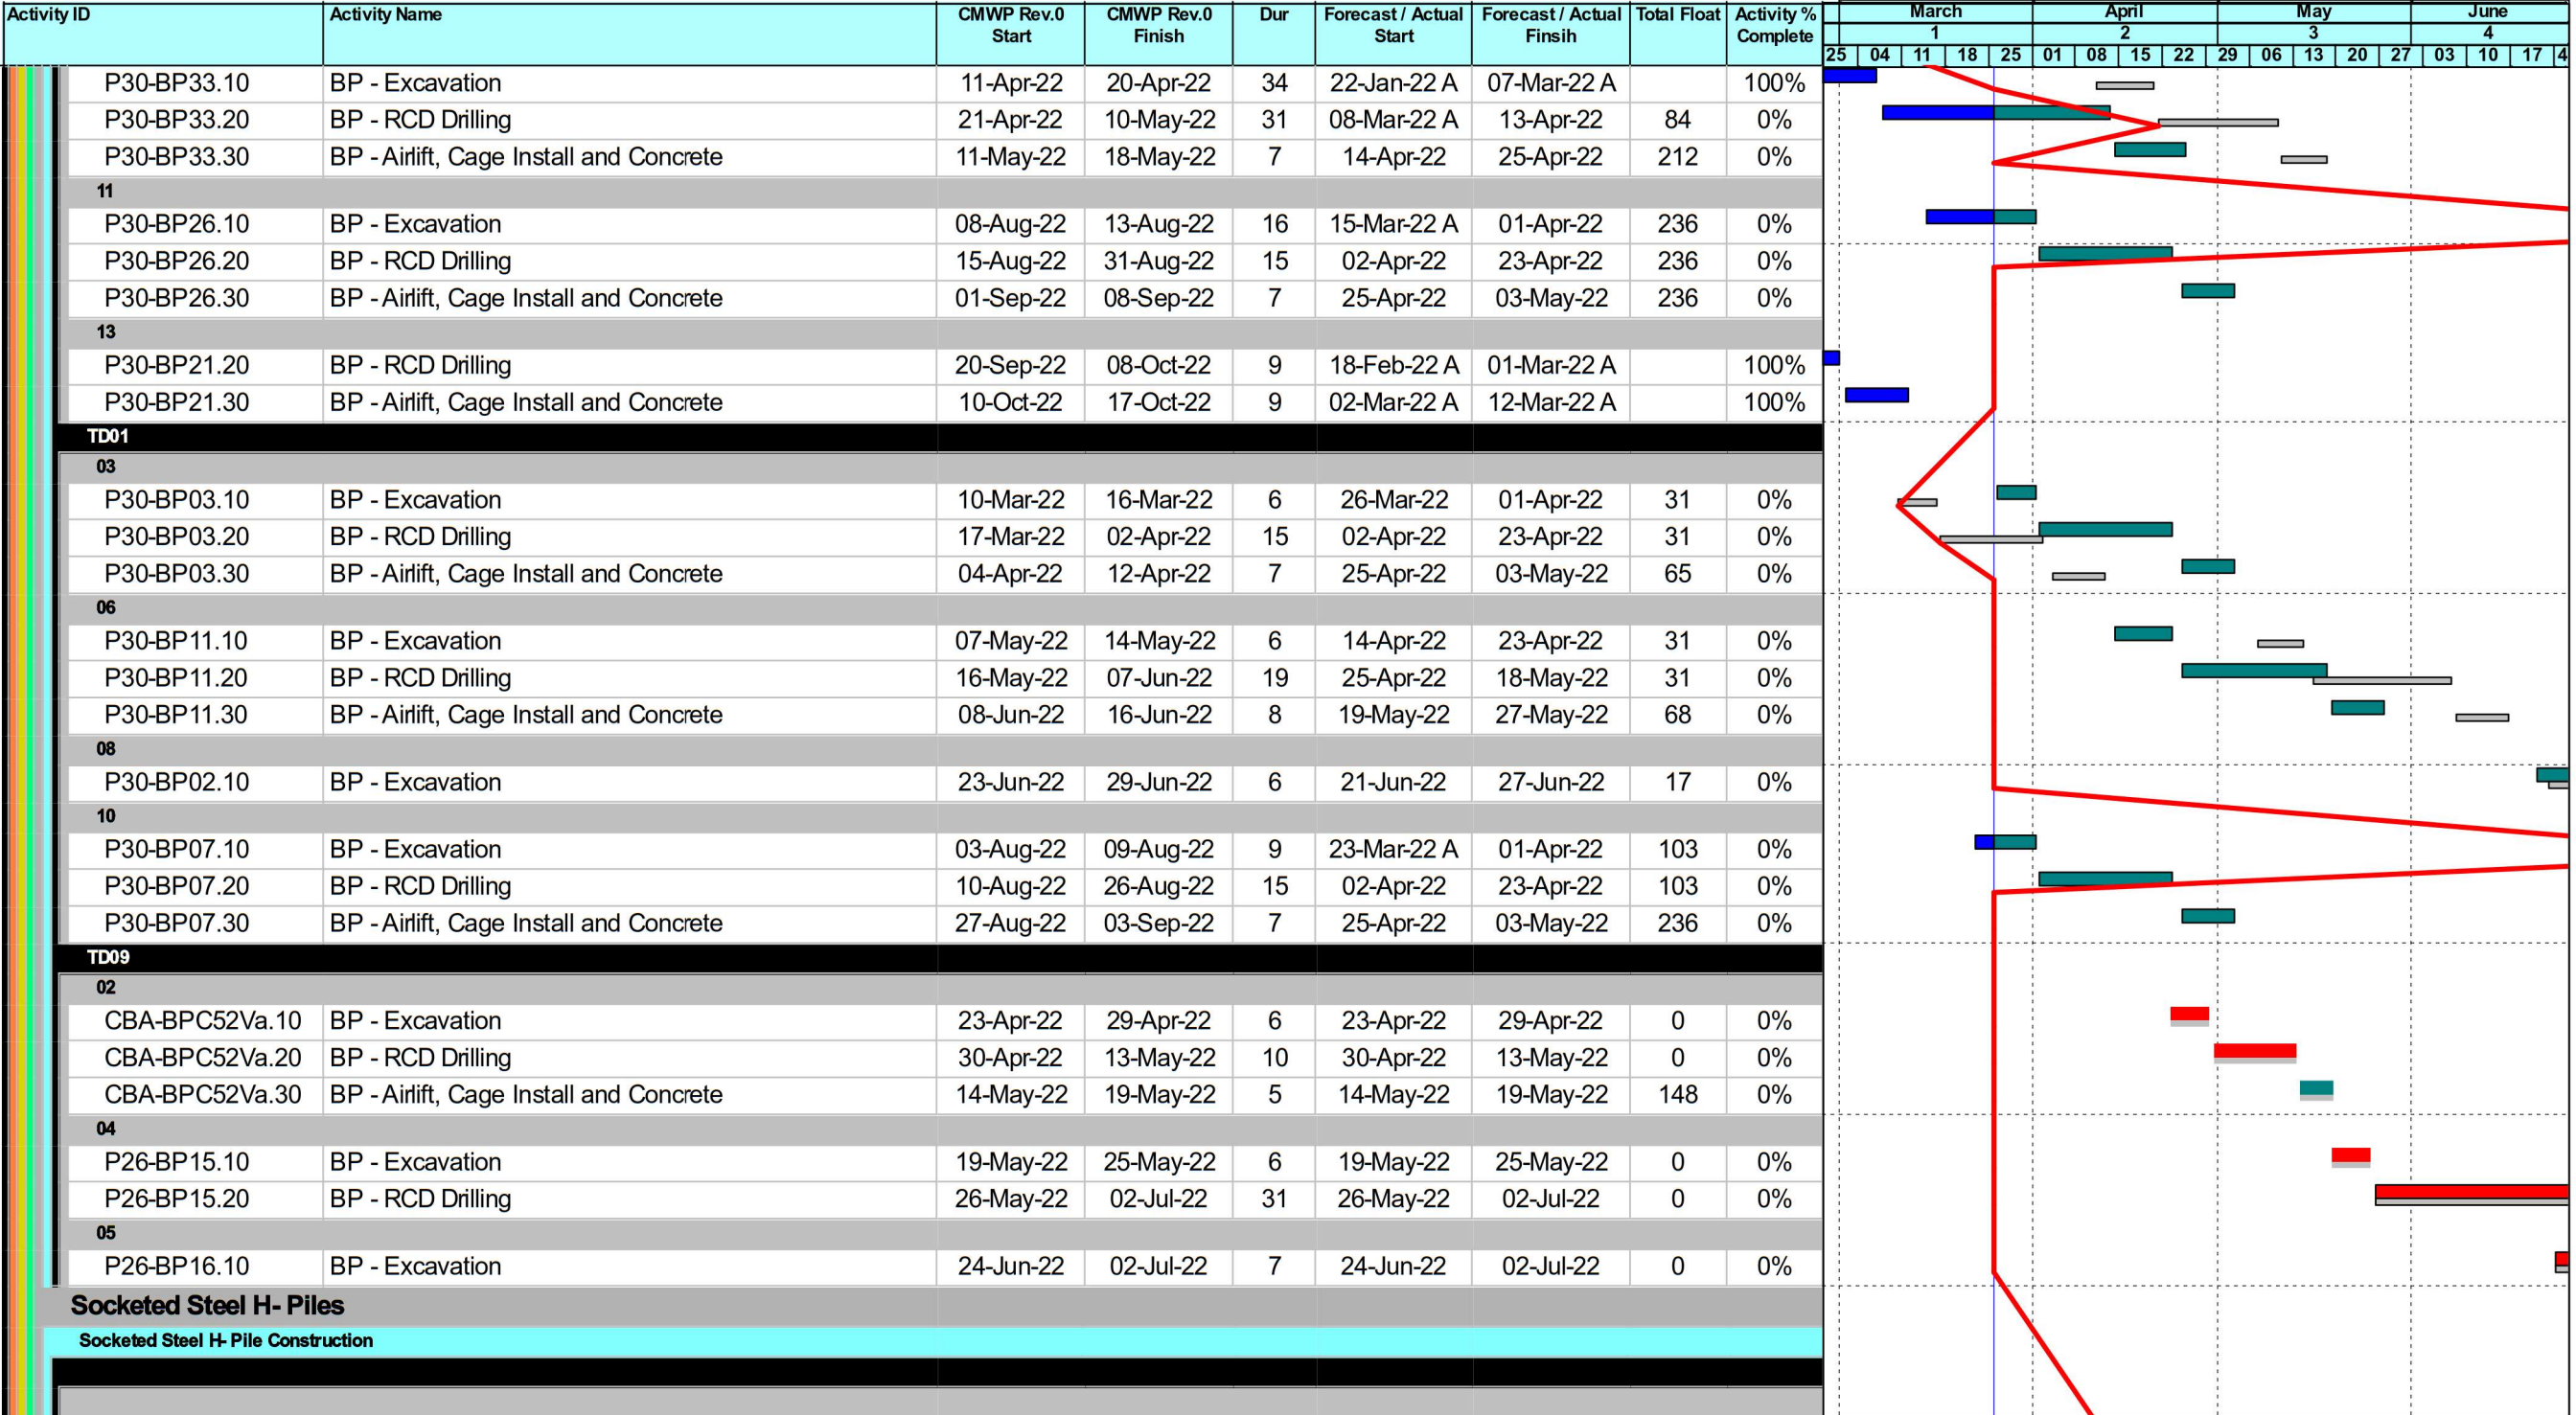 Activity ID Activity Name CMWP Rev.0 Start CMWP Rev.0 Finish Dur Forecast / Actual Start Forecast / Actual Finsih Total Float Activity % Complete
March April May June
1 2 3 4
25 04 11 18 25 01 08 15 22 29 06 13 20 27 03 10 17 4
P30-BP33.10 BP - Excavation 11-Apr-22 20-Apr-22 34 22-Jan-22 A 07-Mar-22 A 100%
P30-BP33.20 BP - RCD Drilling 21-Apr-22 10-May-22 31 08-Mar-22 A 13-Apr-22 84 0%
P30-BP33.30 BP - Airlift, Cage Install and Concrete 11-May-22 18-May-22 7 14-Apr-22 25-Apr-22 212 0%
11
P30-BP26.10 BP - Excavation 08-Aug-22 13-Aug-22 16 15-Mar-22 A 01-Apr-22 236 0%
P30-BP26.20 BP - RCD Drilling 15-Aug-22 31-Aug-22 15 02-Apr-22 23-Apr-22 236 0%
P30-BP26.30 BP - Airlift, Cage Install and Concrete 01-Sep-22 08-Sep-22 7 25-Apr-22 03-May-22 236 0%
13
P30-BP21.20 BP - RCD Drilling 20-Sep-22 08-Oct-22 9 18-Feb-22 A 01-Mar-22 A 100%
P30-BP21.30 BP - Airlift, Cage Install and Concrete 10-Oct-22 17-Oct-22 9 02-Mar-22 A 12-Mar-22 A 100%
TD01
03
P30-BP03.10 BP - Excavation 10-Mar-22 16-Mar-22 6 26-Mar-22 01-Apr-22 31 0%
P30-BP03.20 BP - RCD Drilling 17-Mar-22 02-Apr-22 15 02-Apr-22 23-Apr-22 31 0%
P30-BP03.30 BP - Airlift, Cage Install and Concrete 04-Apr-22 12-Apr-22 7 25-Apr-22 03-May-22 65 0%
06
P30-BP11.10 BP - Excavation 07-May-22 14-May-22 6 14-Apr-22 23-Apr-22 31 0%
P30-BP11.20 BP - RCD Drilling 16-May-22 07-Jun-22 19 25-Apr-22 18-May-22 31 0%
P30-BP11.30 BP - Airlift, Cage Install and Concrete 08-Jun-22 16-Jun-22 8 19-May-22 27-May-22 68 0%
08
P30-BP02.10 BP - Excavation 23-Jun-22 29-Jun-22 6 21-Jun-22 27-Jun-22 17 0%
10
P30-BP07.10 BP - Excavation 03-Aug-22 09-Aug-22 9 23-Mar-22 A 01-Apr-22 103 0%
P30-BP07.20 BP - RCD Drilling 10-Aug-22 26-Aug-22 15 02-Apr-22 23-Apr-22 103 0%
P30-BP07.30 BP - Airlift, Cage Install and Concrete 27-Aug-22 03-Sep-22 7 25-Apr-22 03-May-22 236 0%
TD09
02
CBA-BPC52Va.10 BP - Excavation 23-Apr-22 29-Apr-22 6 23-Apr-22 29-Apr-22 0 0%
CBA-BPC52Va.20 BP - RCD Drilling 30-Apr-22 13-May-22 10 30-Apr-22 13-May-22 0 0%
CBA-BPC52Va.30 BP - Airlift, Cage Install and Concrete 14-May-22 19-May-22 5 14-May-22 19-May-22 148 0%
04
P26-BP15.10 BP - Excavation 19-May-22 25-May-22 6 19-May-22 25-May-22 0 0%
P26-BP15.20 BP - RCD Drilling 26-May-22 02-Jul-22 31 26-May-22 02-Jul-22 0 0%
05
P26-BP16.10 BP - Excavation 24-Jun-22 02-Jul-22 7 24-Jun-22 02-Jul-22 0 0%
Socketed Steel H- Piles
Socketed Steel H- Pile Construction